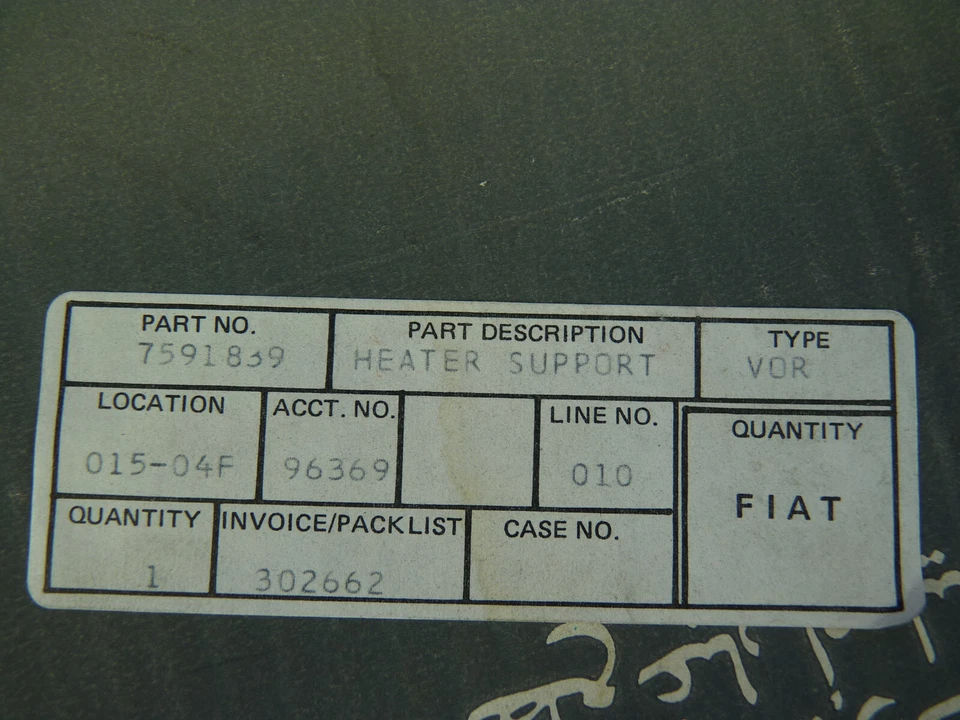 PART NO. PART DESCRIPTION TYPE
7591839 HEATER SUPPORT VOR
LOCATION ACCT. NO. LINE NO. QUANTITY
015-04F 96369 010
FIAT
QUANTITY INVOICE/PACKLIST CASE NO.
1 302662